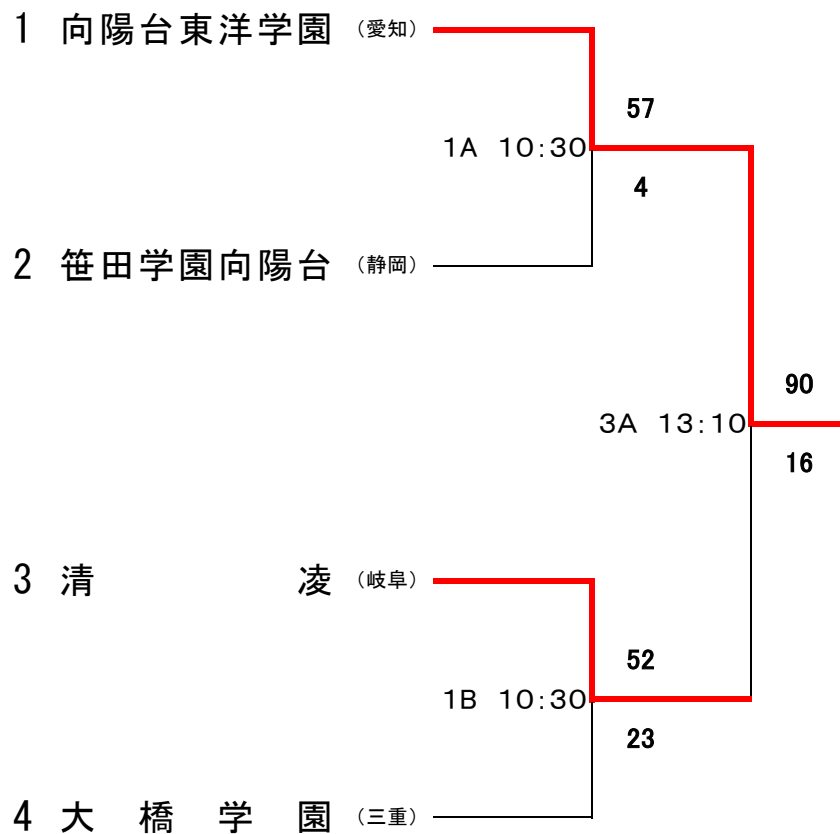 1 向陽台東洋学園 （愛知）
57
1A 10:30
4
2 笹田学園向陽台 （静岡）
90
3A 13:10
16
3 清凌 （岐阜）
52
1B 10:30
23
4 大橋学園 （三重）